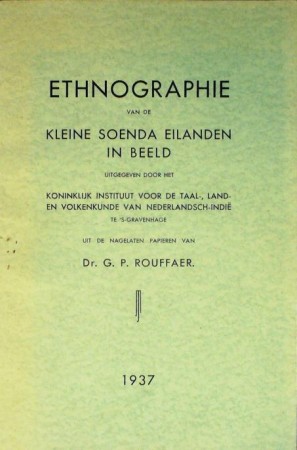 ETHNOGRAPHIE
VAN DE
KLEINE SOENDA EILANDEN
IN BEELD
UITGEGEVEN DOOR HET
KONINKLIJK INSTITUUT VOOR DE TAAL-, LAND-
EN VOLKENKUNDE VAN NEDERLANDSCH-INDIË
TE 'S-GRAVENHAGE
UIT DE NAGELATEN PAPIEREN VAN
Dr. G. P. ROUFFAER.
1937